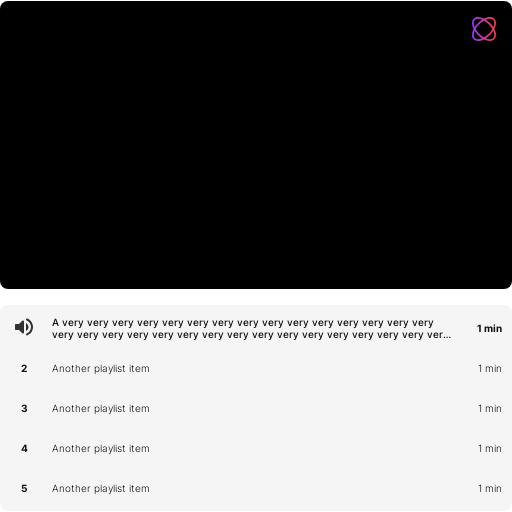 A very very very very very very very very very very very very very very very
very very very very very very very very very very very very very very very ver...
1 min
2 Another playlist item 1 min
3 Another playlist item 1 min
4 Another playlist item 1 min
5 Another playlist item 1 min